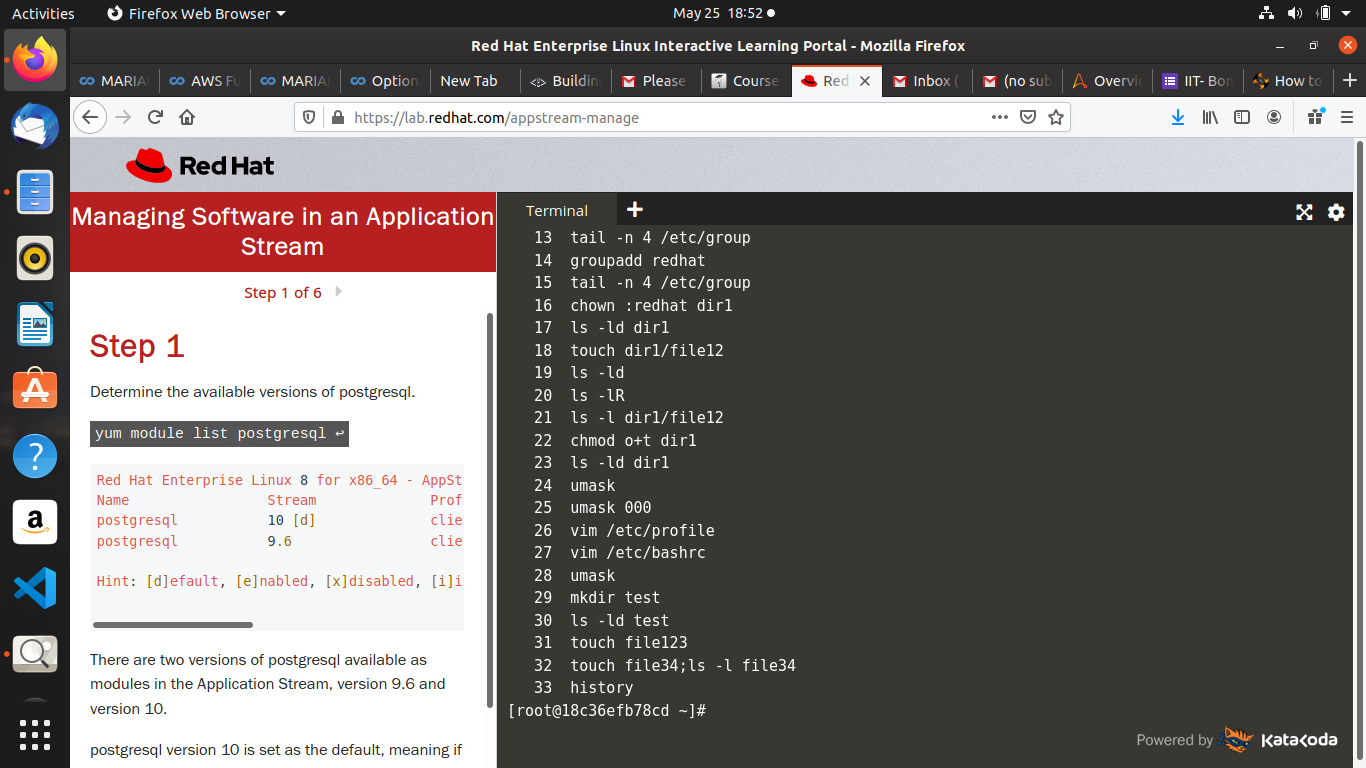 Activities
Firefox Web Browser
May 25 18:52
Red Hat Enterprise Linux Interactive Learning Portal - Mozilla Firefox
MARIA
AWS Fu
MARIA
Option
New Tab
Building
Please
Course
Red
Inbox (
(no sub
Overvi
IIT- Bom
How to
https://lab.redhat.com/appstream-manage
Red Hat
Managing Software in an Application
Stream
Step 1 of 6
Step 1
Determine the available versions of postgresql.
yum module list postgresql ↩
Red Hat Enterprise Linux 8 for x86_64 - AppSt
Name Stream Prof
postgresql 10 [d] clie
postgresql 9.6 clie
Hint: [d]efault, [e]nabled, [x]disabled, [i]i
There are two versions of postgresql available as
modules in the Application Stream, version 9.6 and
version 10.
postgresql version 10 is set as the default, meaning if
Terminal
13 tail -n 4 /etc/group
14 groupadd redhat
15 tail -n 4 /etc/group
16 chown :redhat dir1
17 ls -ld dir1
18 touch dir1/file12
19 ls -ld
20 ls -lR
21 ls -l dir1/file12
22 chmod o+t dir1
23 ls -ld dir1
24 umask
25 umask 000
26 vim /etc/profile
27 vim /etc/bashrc
28 umask
29 mkdir test
30 ls -ld test
31 touch file123
32 touch file34;ls -l file34
33 history
[root@18c36efb78cd ~]#
Powered by KataCoda